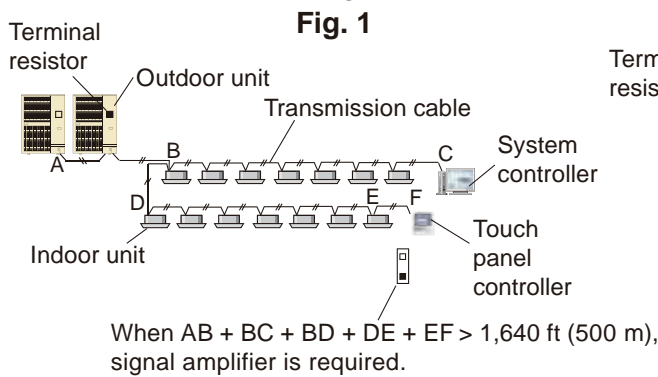 Fig. 1
Terminal
resistor
Outdoor unit
Transmission cable
A
B
C
System
controller
D
E
F
Indoor unit
Touch
panel
controller
When AB + BC + BD + DE + EF > 1,640 ft (500 m),
signal amplifier is required.